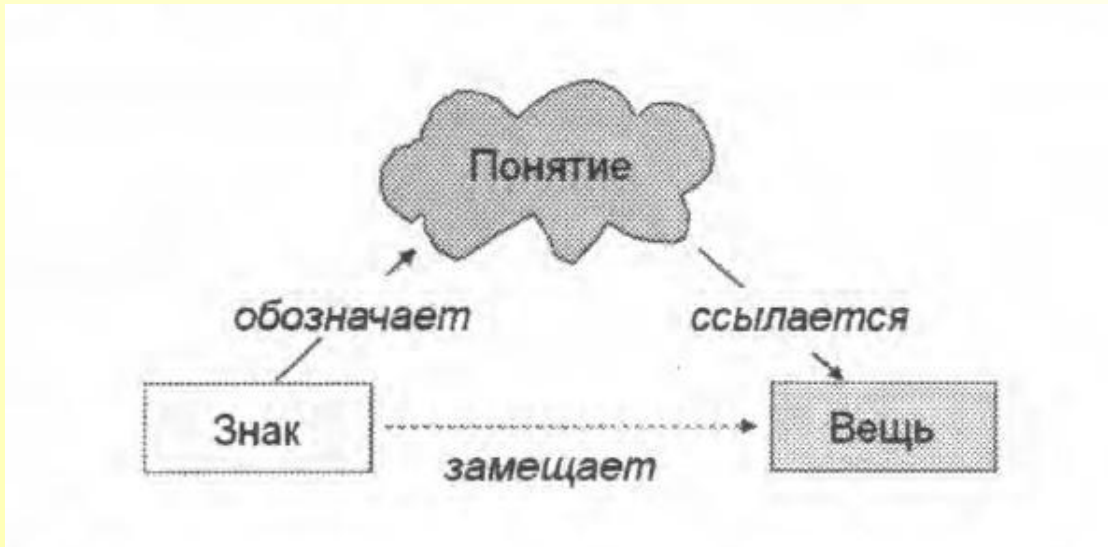 Понятие
обозначает
ссылается
Знак
Вещь
замещает